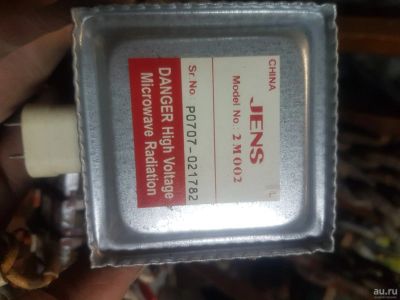 CHINA
JENS
Model No. 2M002
Sr No. P0707-021782
DANGER High Voltage
Microwave Radiation
au.ru